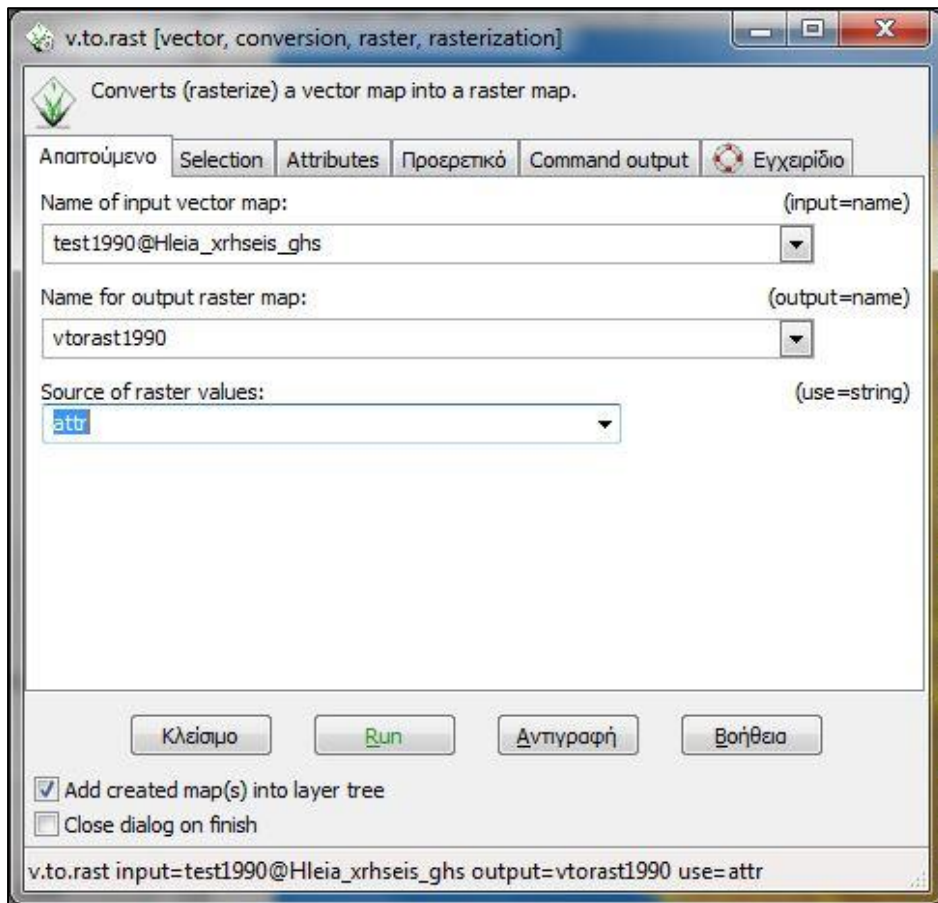 v.to.rast [vector, conversion, raster, rasterization]
Converts (rasterize) a vector map into a raster map.
Απαιτούμενο Selection Attributes Προερετικό Command output Εγχειρίδιο
Name of input vector map: (input=name)
test1990@Hleia_xrhseis_ghs
Name for output raster map: (output=name)
vtorast1990
Source of raster values: (use=string)
attr
Κλείσιμο Run Αντιγραφή Βοήθεια
Add created map(s) into layer tree
Close dialog on finish
v.to.rast input=test1990@Hleia_xrhseis_ghs output=vtorast1990 use=attr